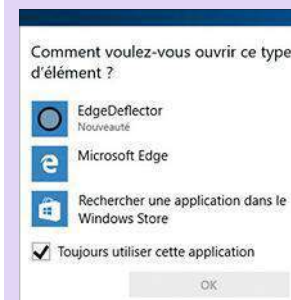 Comment voulez-vous ouvrir ce type
d'élément ?
EdgeDeflector
Nouveauté
Microsoft Edge
Rechercher une application dans le
Windows Store
Toujours utiliser cette application
OK